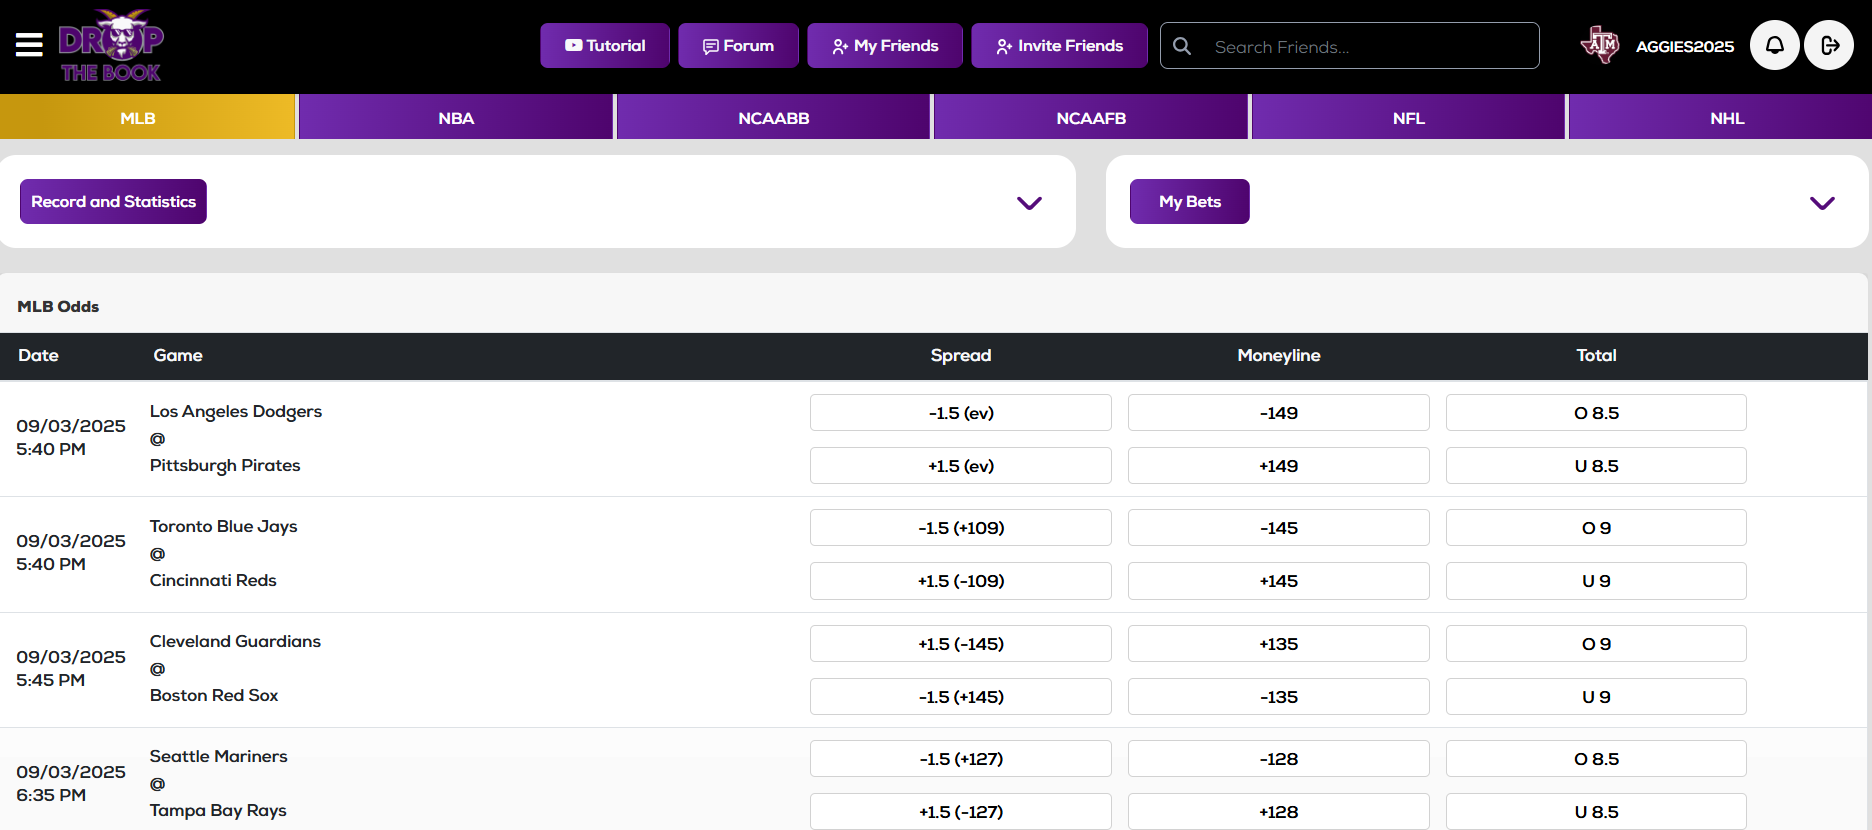 DROP
THE BOOK
Tutorial
Forum
My Friends
Invite Friends
Search Friends...
ATM
AGGIES2025
MLB
NBA
NCAABB
NCAAFB
NFL
NHL
Record and Statistics
My Bets
MLB Odds
Date Game Spread Moneyline Total
Los Angeles Dodgers -1.5 (ev) -149 O 8.5
09/03/2025
@
5:40 PM
Pittsburgh Pirates +1.5 (ev) +149 U 8.5
Toronto Blue Jays -1.5 (+109) -145 O 9
09/03/2025
@
5:40 PM
Cincinnati Reds +1.5 (-109) +145 U 9
Cleveland Guardians +1.5 (-145) +135 O 9
09/03/2025
@
5:45 PM
Boston Red Sox -1.5 (+145) -135 U 9
Seattle Mariners -1.5 (+127) -128 O 8.5
09/03/2025
@
6:35 PM
Tampa Bay Rays +1.5 (-127) +128 U 8.5